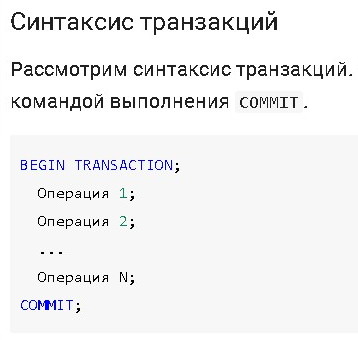 Синтаксис транзакций
Рассмотрим синтаксис транзакций.
командой выполнения COMMIT.
BEGIN TRANSACTION;
Операция 1;
Операция 2;
...
Операция N;
COMMIT;